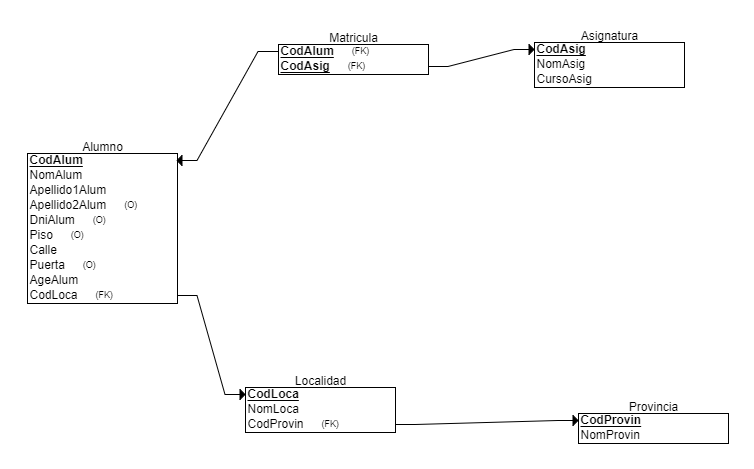 Matricula
CodAlum (FK)
CodAsig (FK)
Asignatura
CodAsig
NomAsig
CursoAsig
Alumno
CodAlum
NomAlum
Apellido1Alum
Apellido2Alum (O)
DniAlum (O)
Piso (O)
Calle
Puerta (O)
AgeAlum
CodLoca (FK)
Localidad
CodLoca
NomLoca
CodProvin (FK)
Provincia
CodProvin
NomProvin